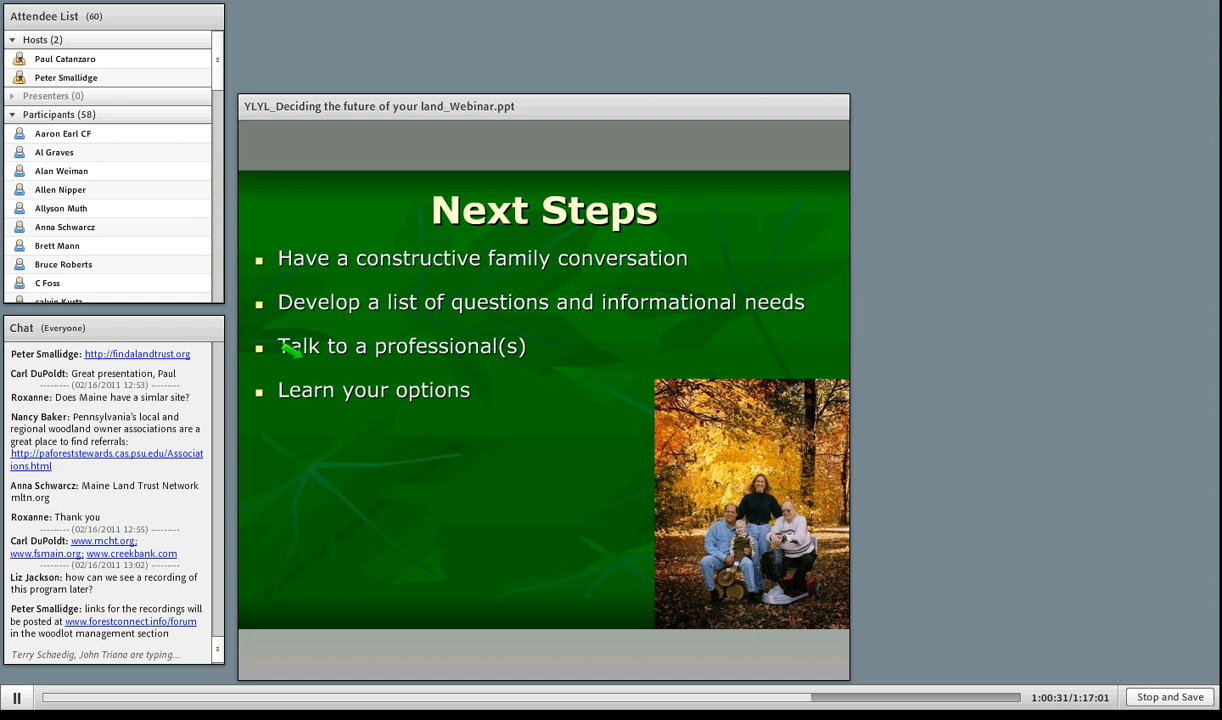 Attendee List (60)
Hosts (2)
Paul Catanzaro
Peter Smallidge
Presenters (0)
Participants (58)
Aaron Earl CF
Al Graves
Alan Weiman
Allen Nipper
Allyson Muth
Anna Schwarcz
Brett Mann
Bruce Roberts
C Foss
calvin Kurtz
Chat (Everyone)
Peter Smallidge: http://findalandtrust.org
Carl DuPoldt: Great presentation, Paul
--------- (02/16/2011 12:53) ---------
Roxanne: Does Maine have a simlar site?
Nancy Baker: Pennsylvania's local and
regional woodland owner associations are a
great place to find referrals:
http://paforeststewards.cas.psu.edu/Associat
ions.html
Anna Schwarcz: Maine Land Trust Network
mltn.org
Roxanne: Thank you
--------- (02/16/2011 12:55) ---------
Carl DuPoldt: www.mcht.org;
www.fsmain.org; www.creekbank.com
--------- (02/16/2011 13:02) ---------
Liz Jackson: how can we see a recording of
this program later?
Peter Smallidge: links for the recordings will
be posted at www.forestconnect.info/forum
in the woodlot management section
Terry Schaedig, John Triana are typing...
YLYL_Deciding the future of your land_Webinar.ppt
Next Steps
Have a constructive family conversation
Develop a list of questions and informational needs
Talk to a professional(s)
Learn your options
1:00:31/1:17:01
Stop and Save